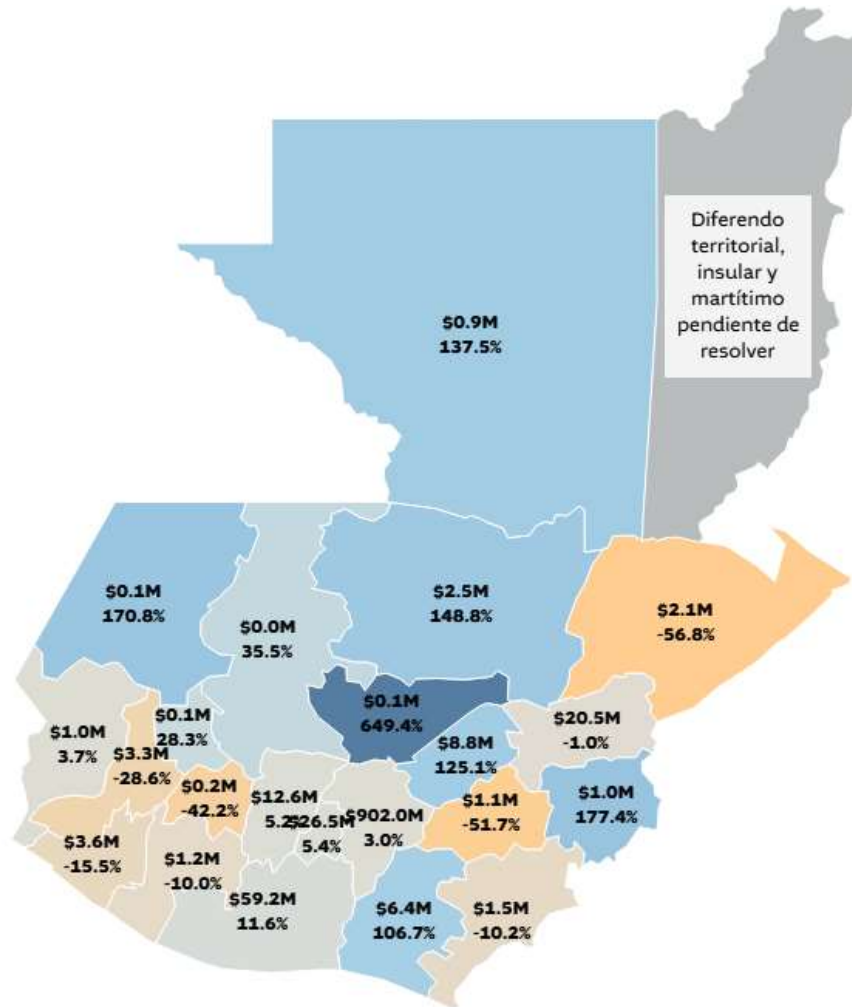 Diferendo
territorial,
insular y
martítimo
pendiente de
resolver
$0.9M
137.5%
$0.1M
170.8%
$2.5M
148.8%
$2.1M
-56.8%
$0.0M
35.5%
$0.1M
649.4%
$1.0M
3.7%
$0.1M
28.3%
$20.5M
-1.0%
$3.3M
-28.6%
$8.8M
125.1%
$0.2M
-42.2%
$12.6M
$26.5M
5.4%
$902.0M
3.0%
$1.1M
-51.7%
$1.0M
177.4%
$3.6M
-15.5%
$1.2M
-10.0%
$59.2M
11.6%
$6.4M
106.7%
$1.5M
-10.2%